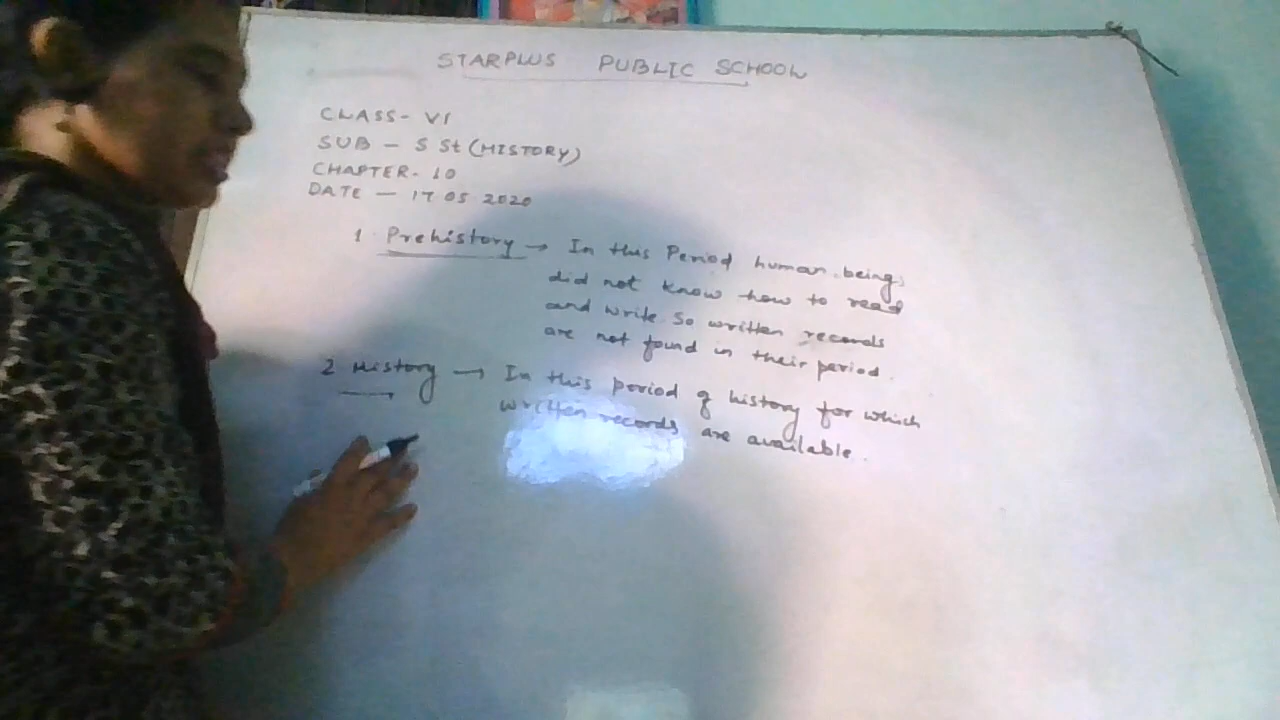 STARPLUS PUBLIC SCHOOL
CLASS - VI
SUB - S St (HISTORY)
CHAPTER - 10
DATE - 17 05 2020
1 Prehistory → In this Period human beings
did not know how to read
and write. So written records
are not found in their period.
2 History → In this period of history for which
written records are available.